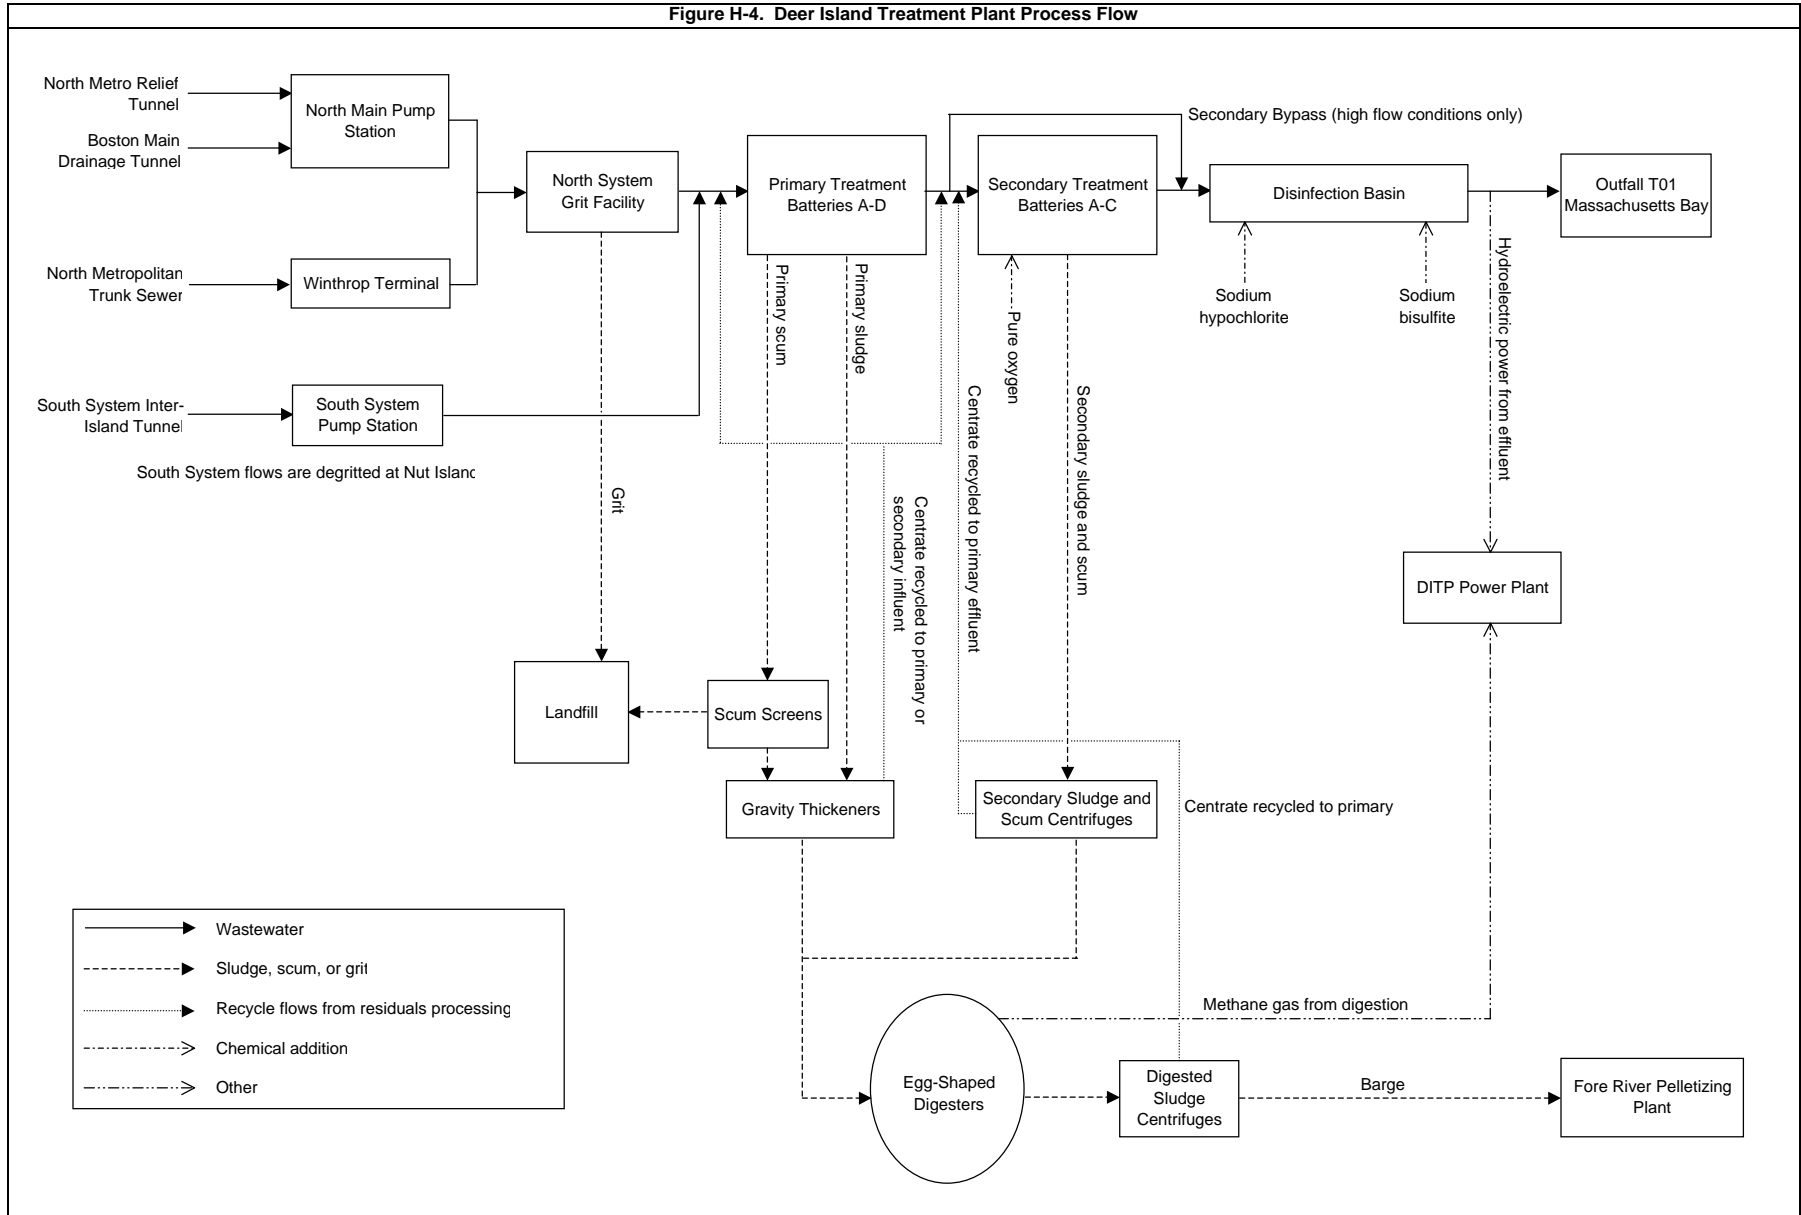 Figure H-4.  Deer Island Treatment Plant Process Flow
North Metro Relief
Tunnel
Boston Main
Drainage Tunnel
North Main Pump
Station
North Metropolitan
Trunk Sewer
Winthrop Terminal
South System Inter-
Island Tunnel
South System
Pump Station
South System flows are degritted at Nut Island
North System
Grit Facility
Primary Treatment
Batteries A-D
Secondary Treatment
Batteries A-C
Secondary Bypass (high flow conditions only)
Disinfection Basin
Outfall T01
Massachusetts Bay
Sodium
hypochlorite
Sodium
bisulfite
Grit
Primary scum
Primary sludge
Centrate recycled to primary or
secondary influent
Centrate recycled to primary effluent
Pure oxygen
Secondary sludge and scum
Hydroelectric power from effluent
DITP Power Plant
Landfill
Scum Screens
Gravity Thickeners
Secondary Sludge and
Scum Centrifuges
Centrate recycled to primary
Methane gas from digestion
Egg-Shaped
Digesters
Digested
Sludge
Centrifuges
Barge
Fore River Pelletizing
Plant
Wastewater
Sludge, scum, or grit
Recycle flows from residuals processing
Chemical addition
Other